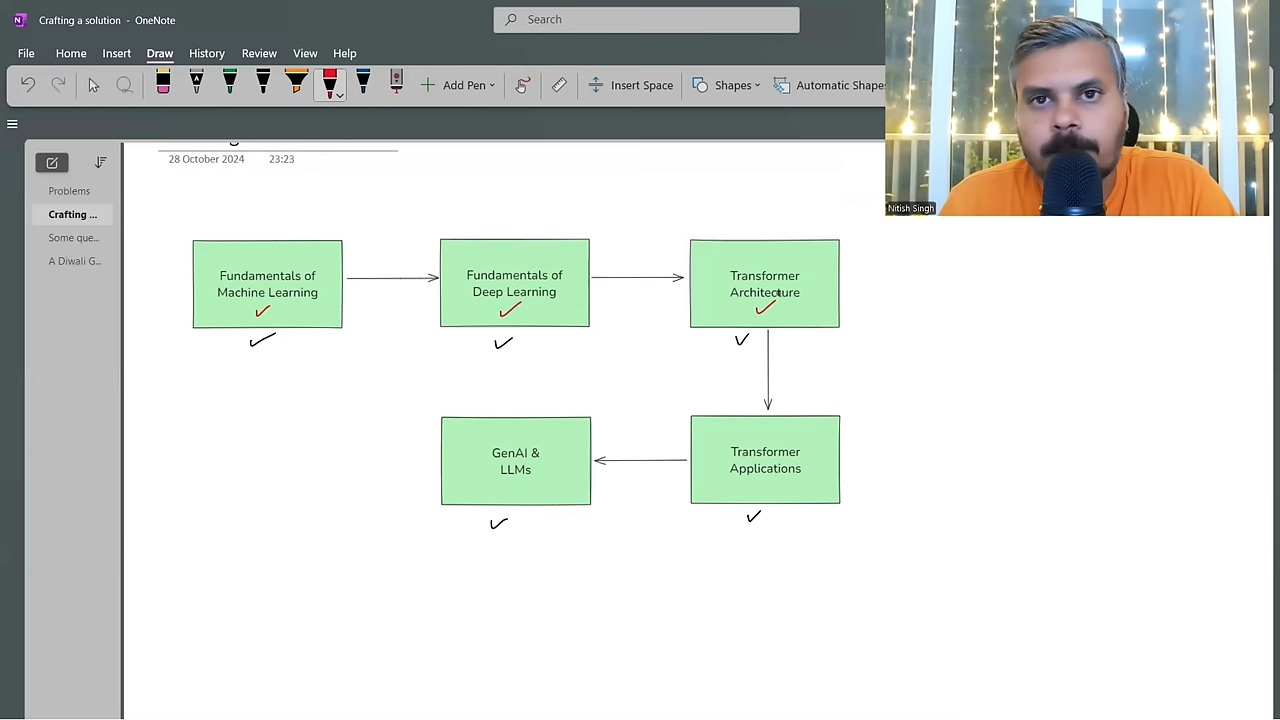 Crafting a solution - OneNote
Search
File Home Insert Draw History Review View Help
Add Pen Insert Space Shapes Automatic Shapes
28 October 2024 23:23
Problems
Crafting ...
Some que...
A Diwali G...
Nitish Singh
Fundamentals of
Machine Learning
Fundamentals of
Deep Learning
Transformer
Architecture
GenAI &
LLMs
Transformer
Applications